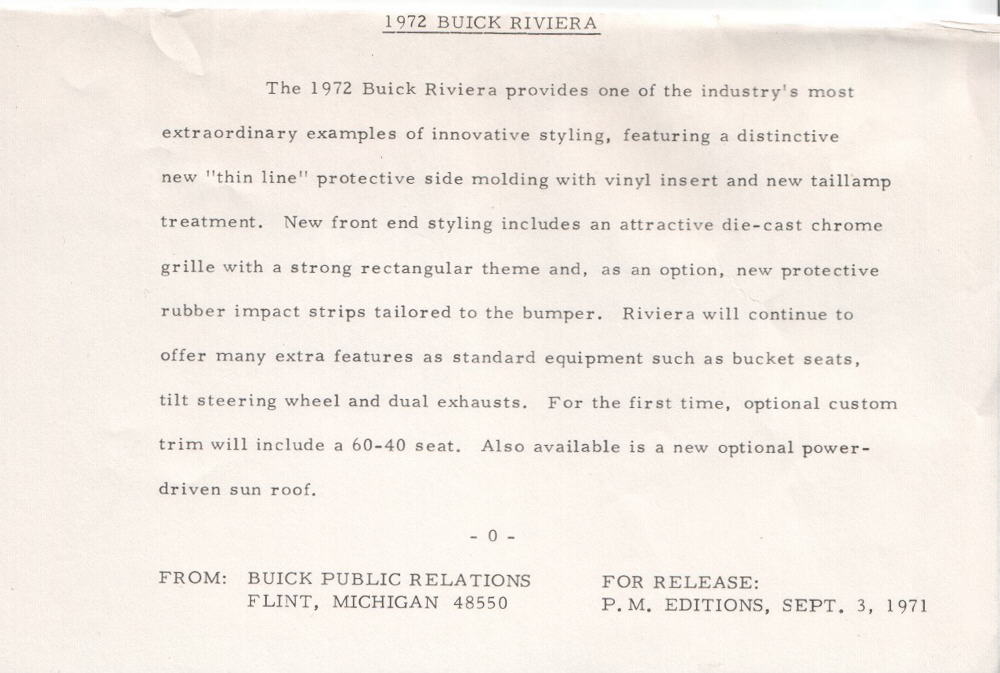 1972 BUICK RIVIERA
The 1972 Buick Riviera provides one of the industry's most
extraordinary examples of innovative styling, featuring a distinctive
new "thin line" protective side molding with vinyl insert and new taillamp
treatment. New front end styling includes an attractive die-cast chrome
grille with a strong rectangular theme and, as an option, new protective
rubber impact strips tailored to the bumper. Riviera will continue to
offer many extra features as standard equipment such as bucket seats,
tilt steering wheel and dual exhausts. For the first time, optional custom
trim will include a 60-40 seat. Also available is a new optional power-
driven sun roof.
- 0 -
FROM: BUICK PUBLIC RELATIONS
FLINT, MICHIGAN 48550
FOR RELEASE:
P.M. EDITIONS, SEPT. 3, 1971